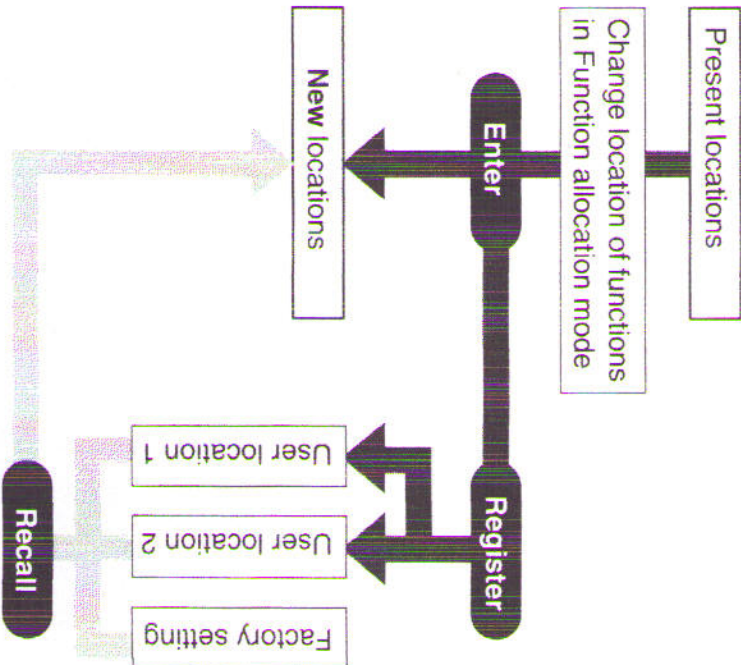 Present locations
Change location of functions
in Function allocation mode
Enter
Register
New locations
User location 1
User location 2
Factory setting
Recall